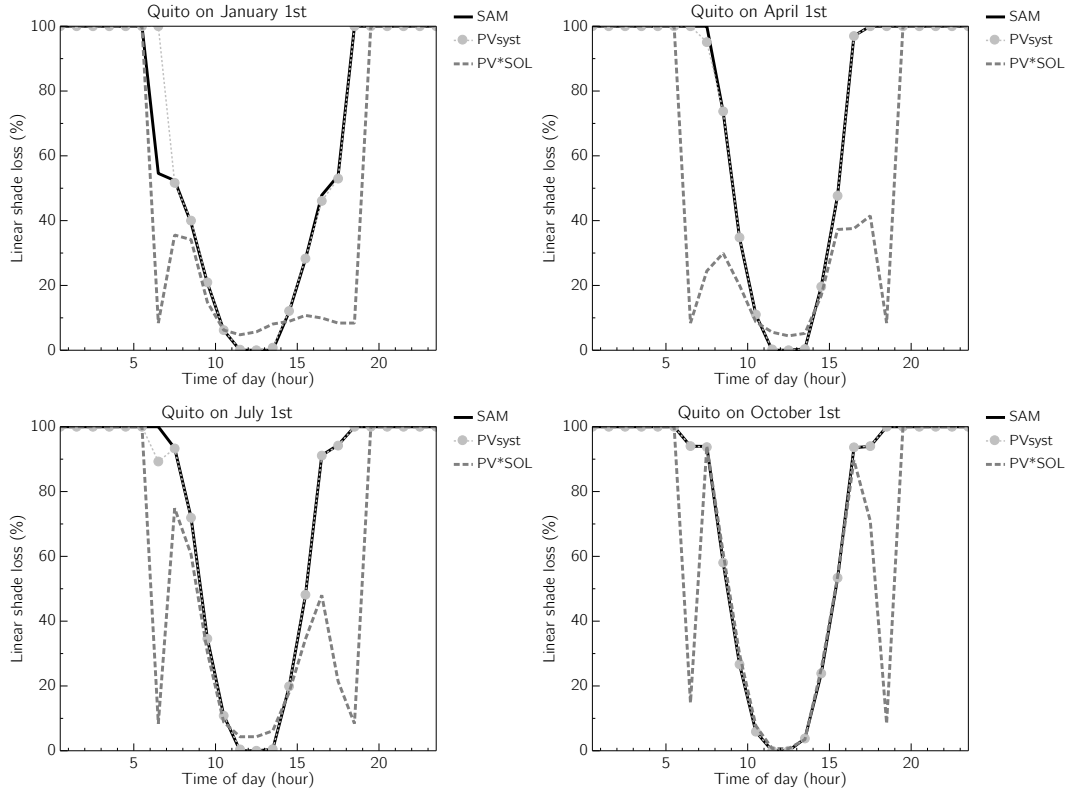 Quito on January 1st
SAM
PVsyst
PV*SOL
100
80
60
40
20
0
Linear shade loss (%)
5 10 15 20
Time of day (hour)
Quito on April 1st
SAM
PVsyst
PV*SOL
100
80
60
40
20
0
Linear shade loss (%)
5 10 15 20
Time of day (hour)
Quito on July 1st
SAM
PVsyst
PV*SOL
100
80
60
40
20
0
Linear shade loss (%)
5 10 15 20
Time of day (hour)
Quito on October 1st
SAM
PVsyst
PV*SOL
100
80
60
40
20
0
Linear shade loss (%)
5 10 15 20
Time of day (hour)